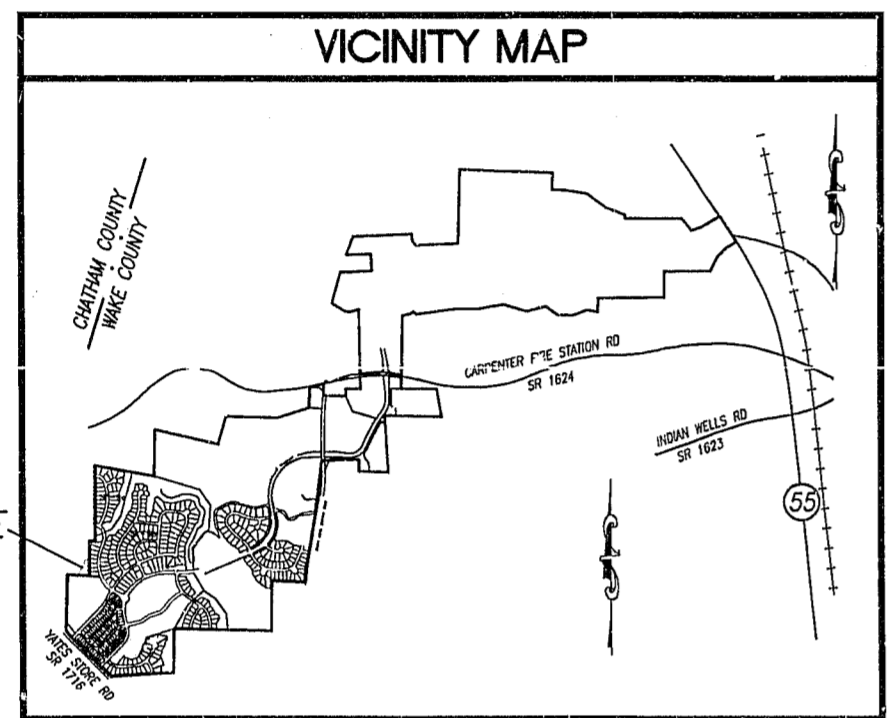 VICINITY MAP
CHATHAM COUNTY
WAKE COUNTY
CARPENTER FIRE STATION RD
SR 1624
INDIAN WELLS RD
SR 1623
55
YATES STORE RD
SR 1716